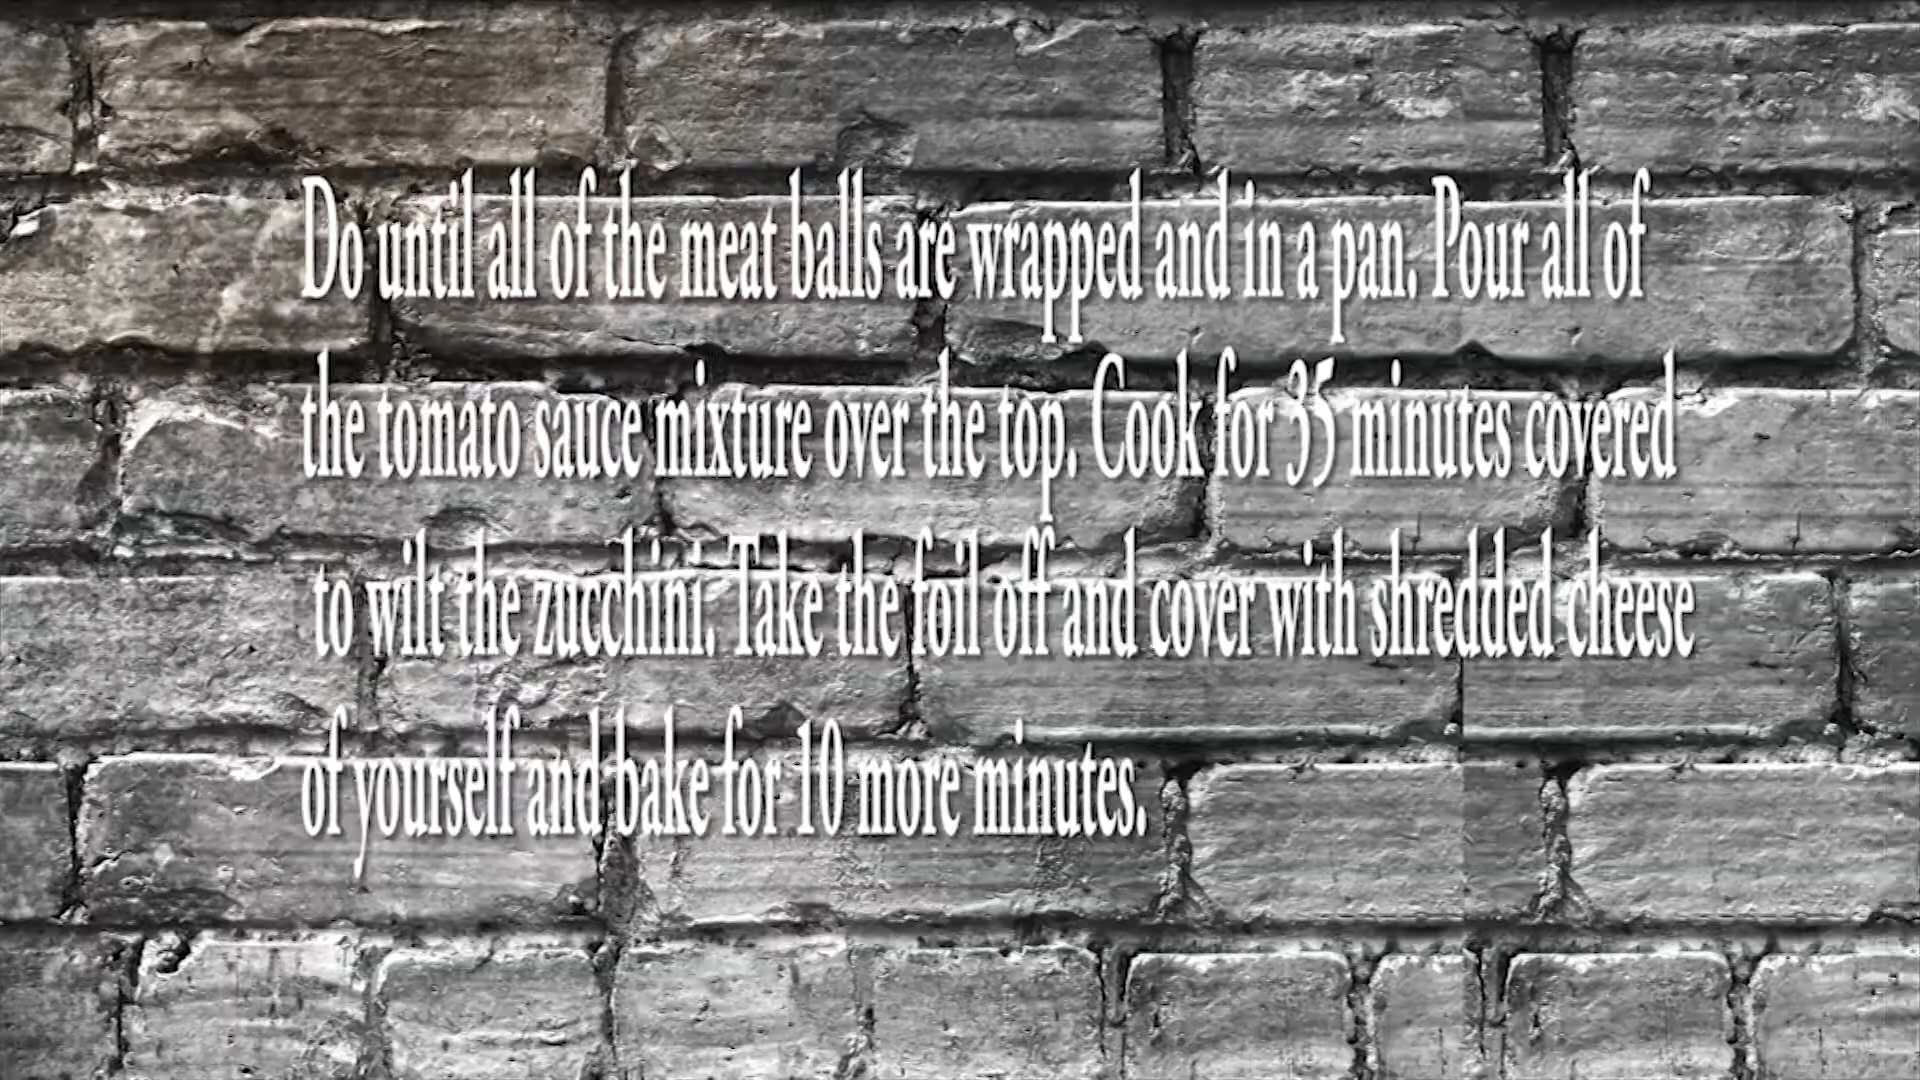 Do until all of the meat balls are wrapped and in a pan. Pour all of
the tomato sauce mixture over the top. Cook for 35 minutes covered
to wilt the zucchini. Take the foil off and cover with shredded cheese
of yourself and bake for 10 more minutes.